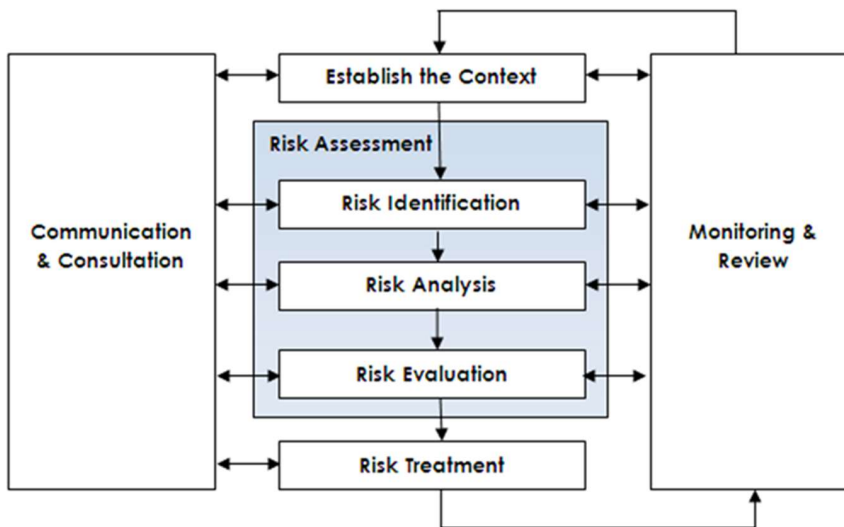 Establish the Context
Risk Assessment
Risk Identification
Communication
& Consultation
Monitoring &
Review
Risk Analysis
Risk Evaluation
Risk Treatment